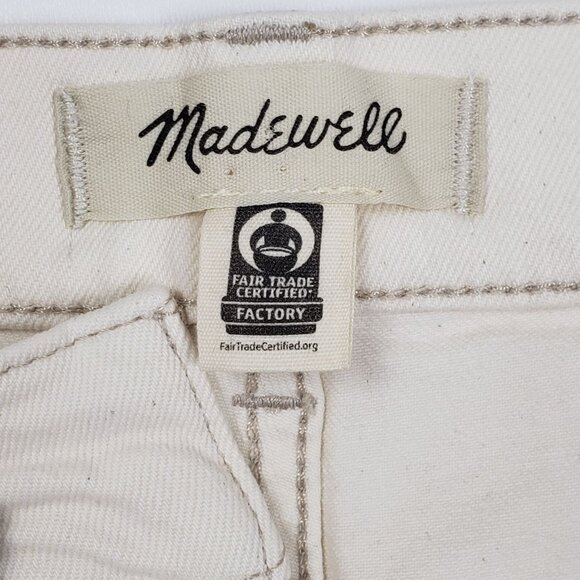 Madewell
FAIR TRADE
CERTIFIED
FACTORY
FairTradeCertified.org